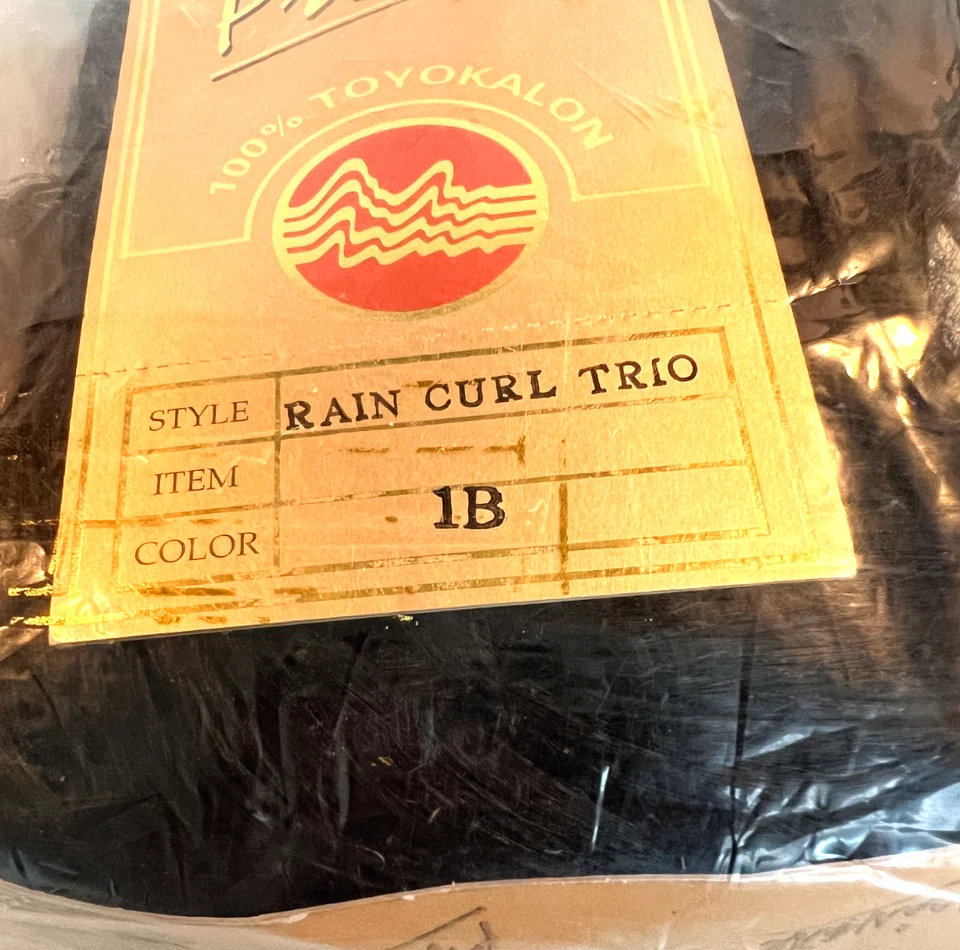 100% TOYOKALON
STYLE RAIN CURL TRIO
ITEM
COLOR 1B